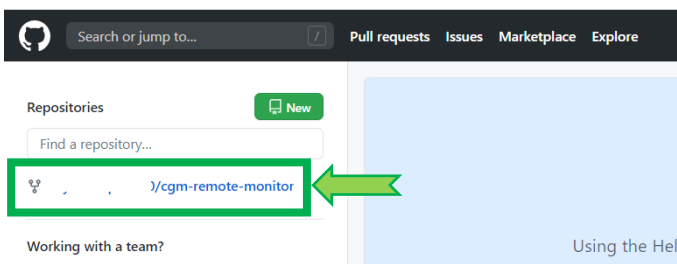 Search or jump to... /
Pull requests Issues Marketplace Explore
Repositories
New
Find a repository...
/cgm-remote-monitor
Working with a team?
Using the Hel